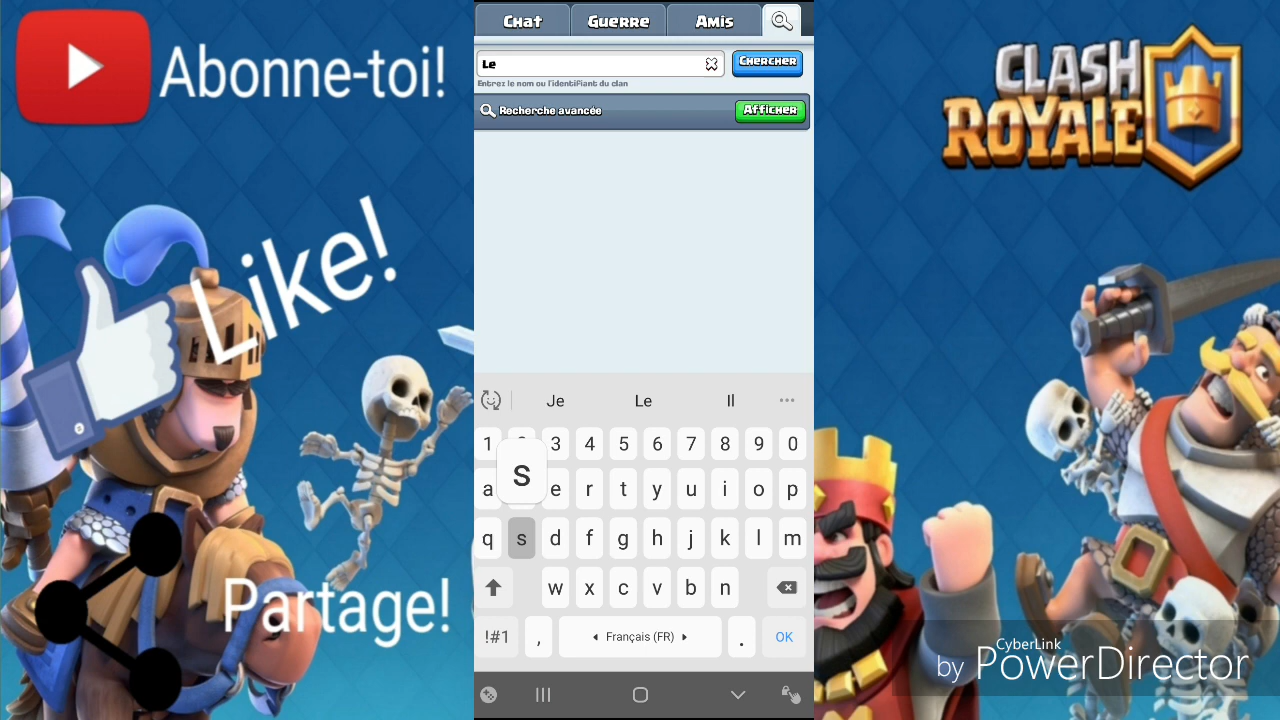 Abonne-toi!
Like!
Partage!
Chat Guerre Amis
Le
Chercher
Entrez le nom ou l'identifiant du clan
Recherche avancée
Afficher
Je Le Il
1 3 4 5 6 7 8 9 0
S
a e r t y u i o p
q s d f g h j k l m
w x c v b n
!#1 , Français (FR) . OK
CLASH
ROYALE
CyberLink
by PowerDirector